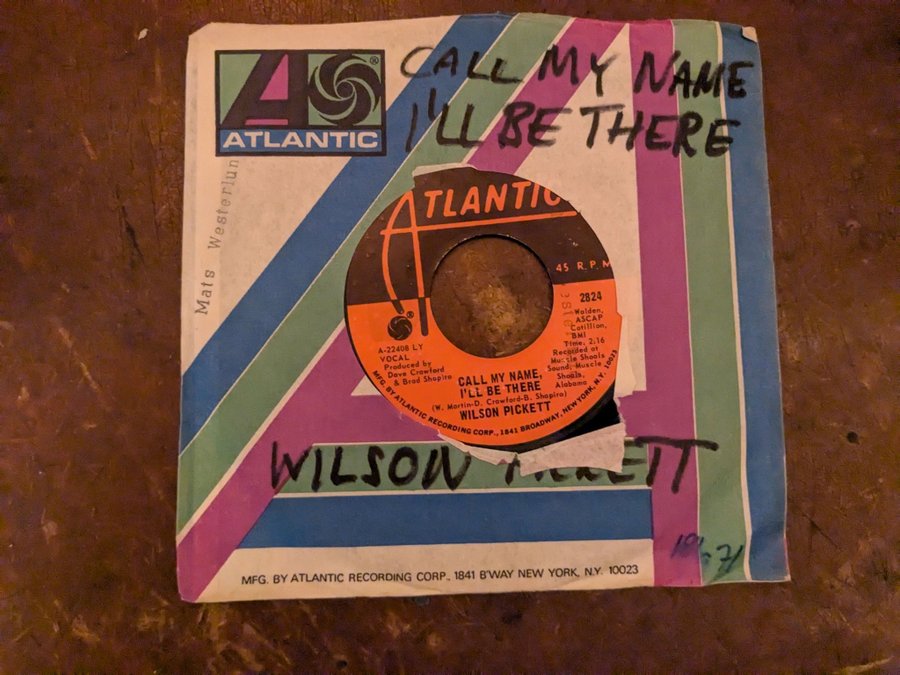 CALL MY NAME
I'LL BE THERE
ATLANTIC
Mats Westerlun
ATLANTIC
45 R.P.M
2824
Walden,
ASCAP
Cotillion,
BMI
Time, 2.16
Recorded at
Muscle Shoals
Sound, Muscle
Shoals,
Alabama
A-22408 LY
VOCAL
Produced by
Dave Crawford
& Brad Shapiro
CALL MY NAME,
I'LL BE THERE
(W. Martin-D. Crawford-B. Shapiro)
WILSON PICKETT
MFG. BY ATLANTIC RECORDING CORP., 1841 BROADWAY, NEW YORK, N.Y. 10023
WILSON PICKETT
MFG. BY ATLANTIC RECORDING CORP., 1841 B'WAY NEW YORK, N.Y. 10023